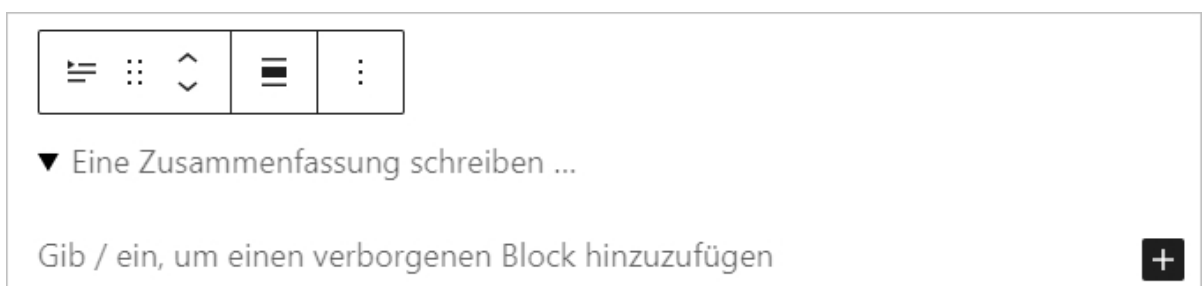 Eine Zusammenfassung schreiben ...
Gib / ein, um einen verborgenen Block hinzuzufügen